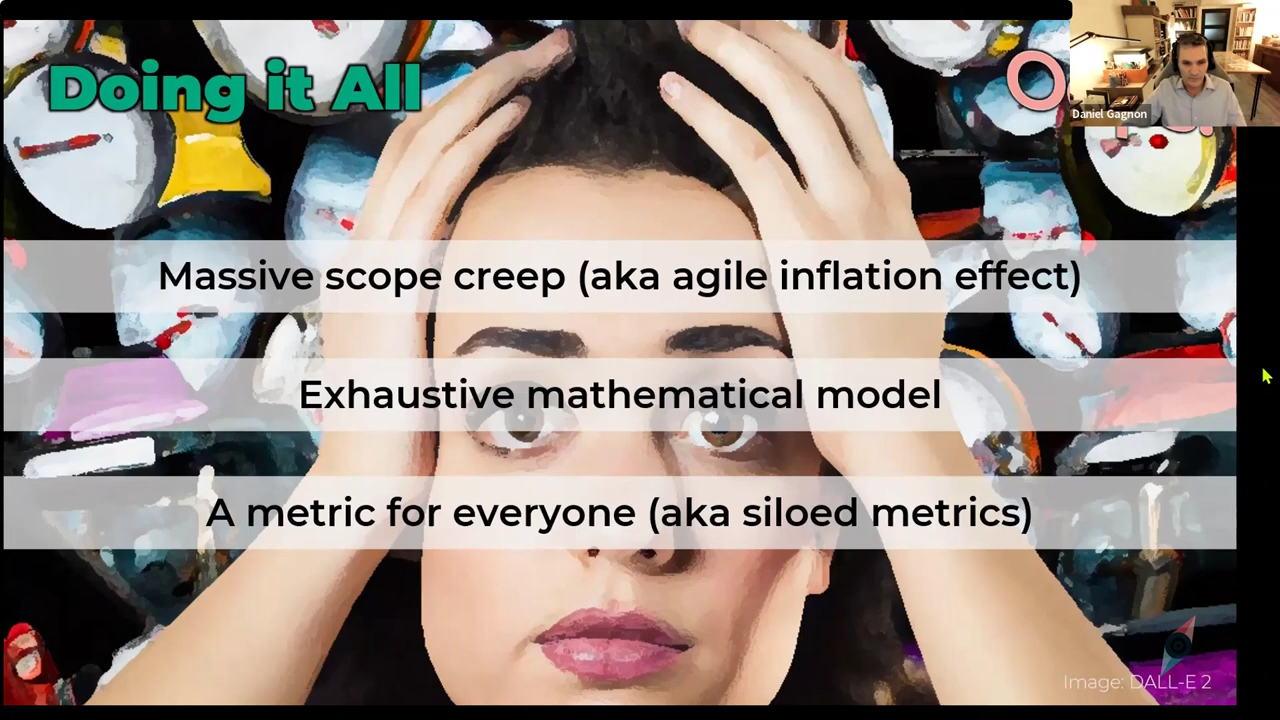 Doing it All
Daniel Gagnon
Massive scope creep (aka agile inflation effect)
Exhaustive mathematical model
A metric for everyone (aka siloed metrics)
Image: DALL-E 2